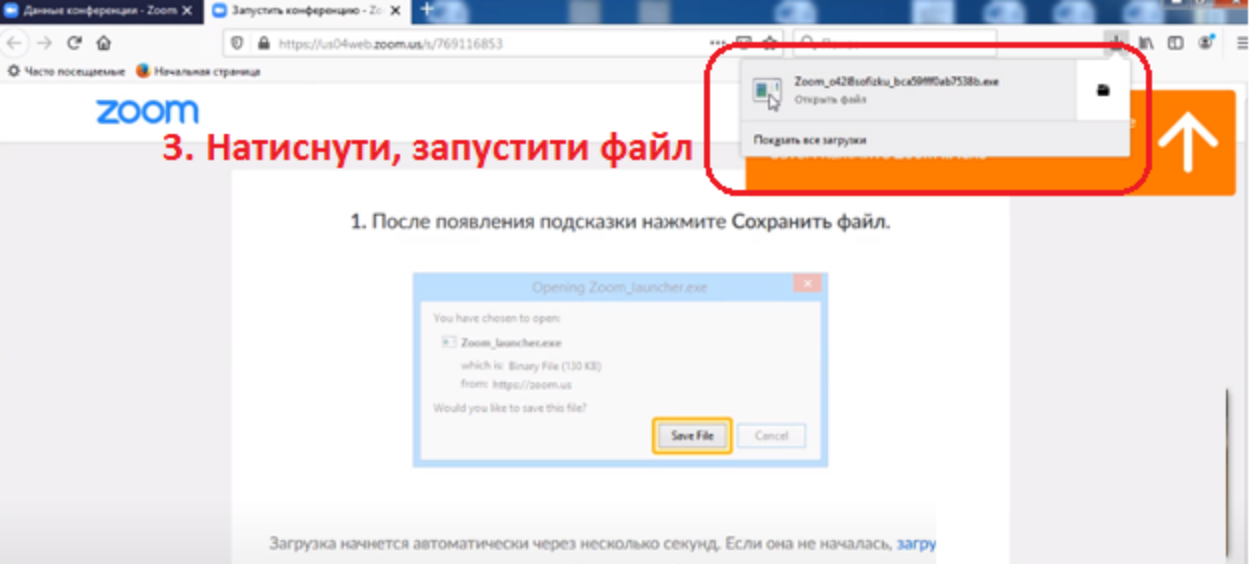 Данные конференции - Zoom
Запустить конференцию - Zo
https://us04web.zoom.us/s/769116853
Часто посещаемые
Начальная страница
Открыть файл
Показать все загрузки
zoom
3. Натиснути, запустити файл
1. После появления подсказки нажмите Сохранить файл.
Opening Zoom_launcher.exe
You have chosen to open:
Zoom_launcher.exe
which is: Binary File (130 KB)
from: https://zoom.us
Would you like to save this file?
Save File
Cancel
Загрузка начнется автоматически через несколько секунд. Если она не началась, загру